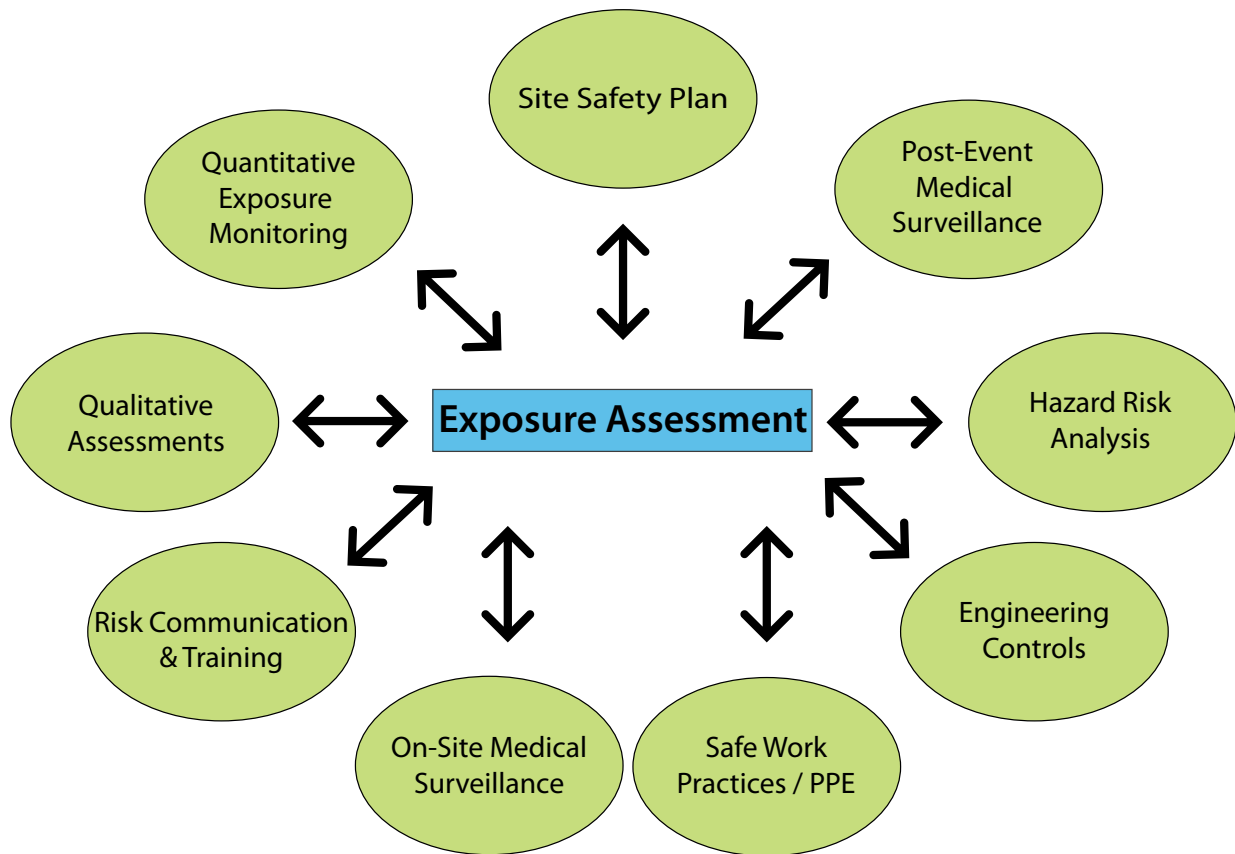 Site Safety Plan
Post-Event
Medical
Surveillance
Quantitative
Exposure
Monitoring
Qualitative
Assessments
Exposure Assessment
Hazard Risk
Analysis
Risk Communication
& Training
Engineering
Controls
On-Site Medical
Surveillance
Safe Work
Practices / PPE